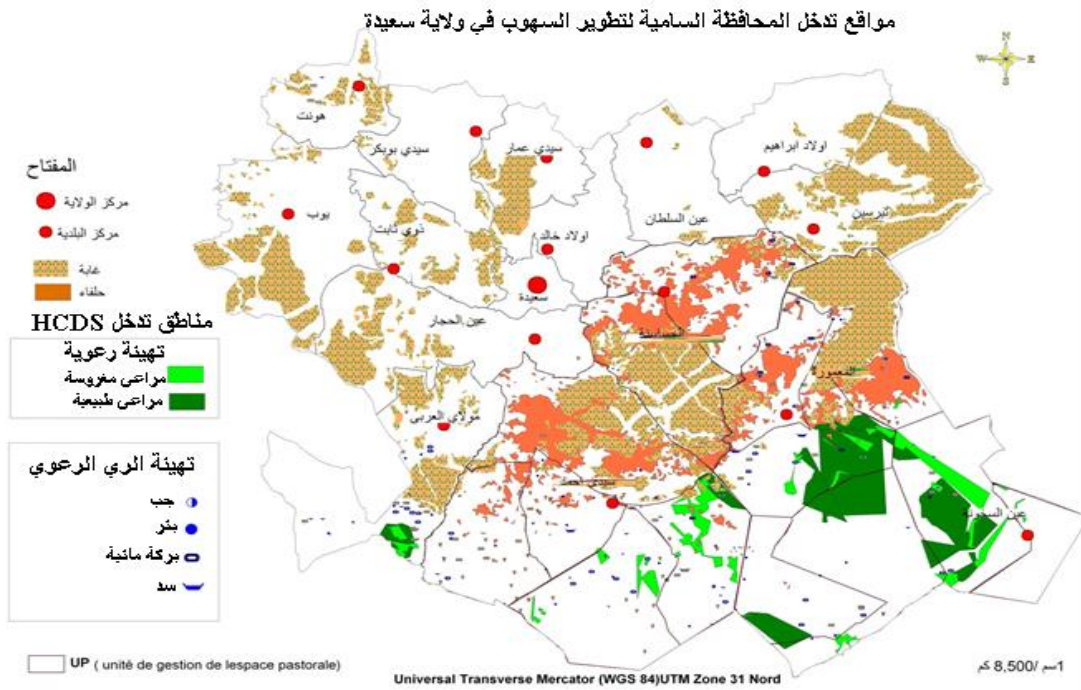 مواقع تدخل المحافظة السامية لتطوير السهوب في ولاية سعيدة
N
W E
S
هونت
سيدي بوبكر
سيدي عمار
اولاد ابراهيم
تيرسين
عين السلطان
يوب
ذوي ثابت
اولاد خالد
سعيدة
عين الحجار
الحساسنة
المعمورة
مولاي العربي
سيدي احمد
عين السخونة
المفتاح
مركز الولاية
مركز البلدية
غابة
حلفاء
مناطق تدخل HCDS
تهيئة رعوية
مراعي مغروسة
مراعي طبيعية
تهيئة الري الرعوي
جب
بئر
بركة مائية
سد
UP ( unité de gestion de lespace pastorale)
Universal Transverse Mercator (WGS 84)UTM Zone 31 Nord
1سم /8,500 كم